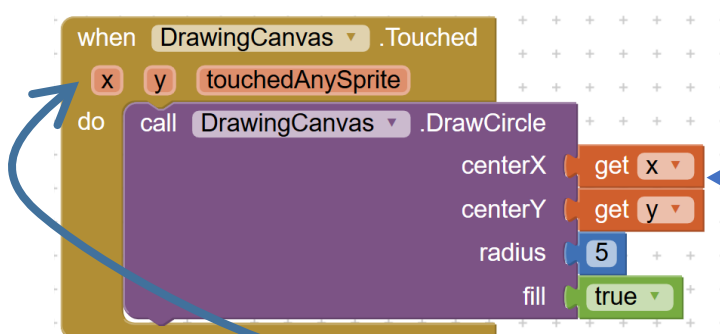 when DrawingCanvas .Touched
x y touchedAnySprite
do call DrawingCanvas .DrawCircle
centerX get x
centerY get y
radius 5
fill true